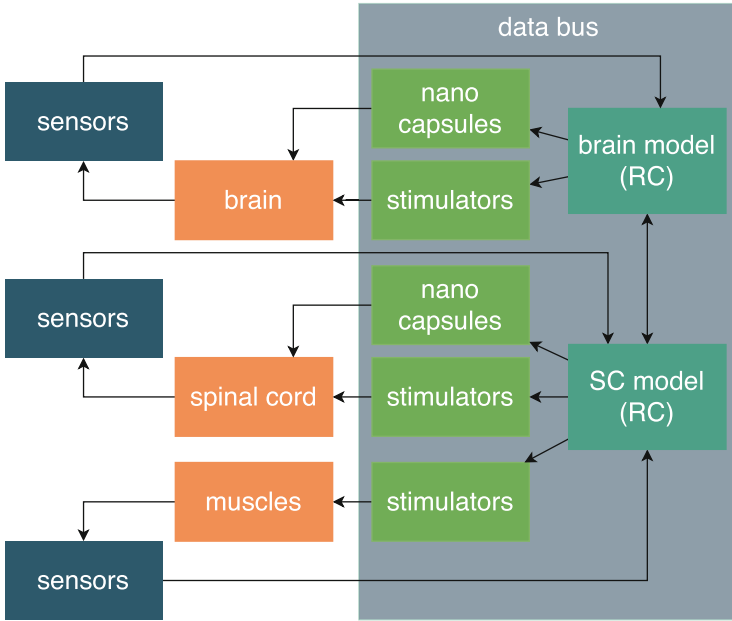 data bus
sensors
nano
capsules
brain model
(RC)
brain
stimulators
sensors
nano
capsules
SC model
(RC)
spinal cord
stimulators
muscles
stimulators
sensors